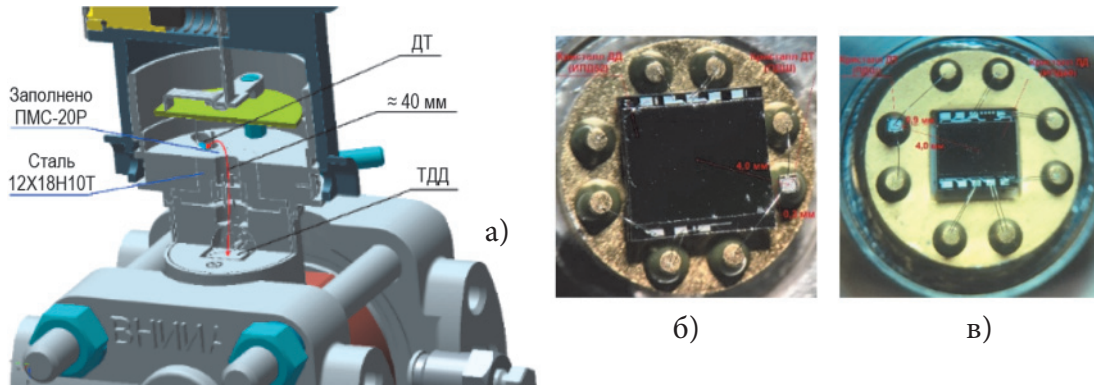 ДТ
Заполнено
ПМС-20Р
≈ 40 мм
Сталь
12Х18Н10Т
ТДД
а)
ВНИИА
4,0 мм
4,0 мм
б)
в)